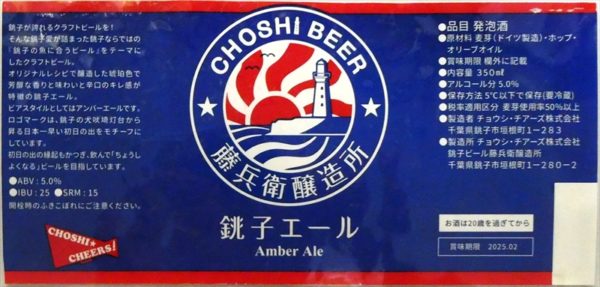 銚子が誇れるクラフトビールを!
そんな銚子愛が詰まった銚子ならではの
『銚子の魚に合うビール』をテーマに
したクラフトビール。
オリジナルレシピで醸造した琥珀色で
芳醇な香りと味わいと辛口のキレ感が
特徴の銚子エール。
ビアスタイルとしてはアンバーエールです。
ロゴマークは、銚子の犬吠埼灯台から
昇る日本一早い初日の出をモチーフに
しています。
初日の出の縁起もかつぎ、飲んで「ちょうし
よくなる」ビールを目指しています。
●ABV:5.0%
●IBU:25 ●SRM:15
開栓時のふきこぼれにご注意ください。
CHOSHI★
CHEERS!
CHOSHI BEER
藤兵衛醸造所
銚子エール
Amber Ale
●品目 発泡酒
●原材料 麦芽(ドイツ製造)・ホップ・
オリーブオイル
●賞味期限 欄外に記載
●内容量 350㎖
●アルコール分 5.0%
●保存方法 5℃以下で保存(要冷蔵)
●税率適用区分 麦芽使用率50%以上
●製造者 チョウシ・チアーズ株式会社
千葉県銚子市垣根町1-283
●製造所 チョウシ・チアーズ株式会社
銚子ビール藤兵衛醸造所
千葉県銚子市垣根町1-280-2
お酒は20歳を過ぎてから
賞味期限 2025.02